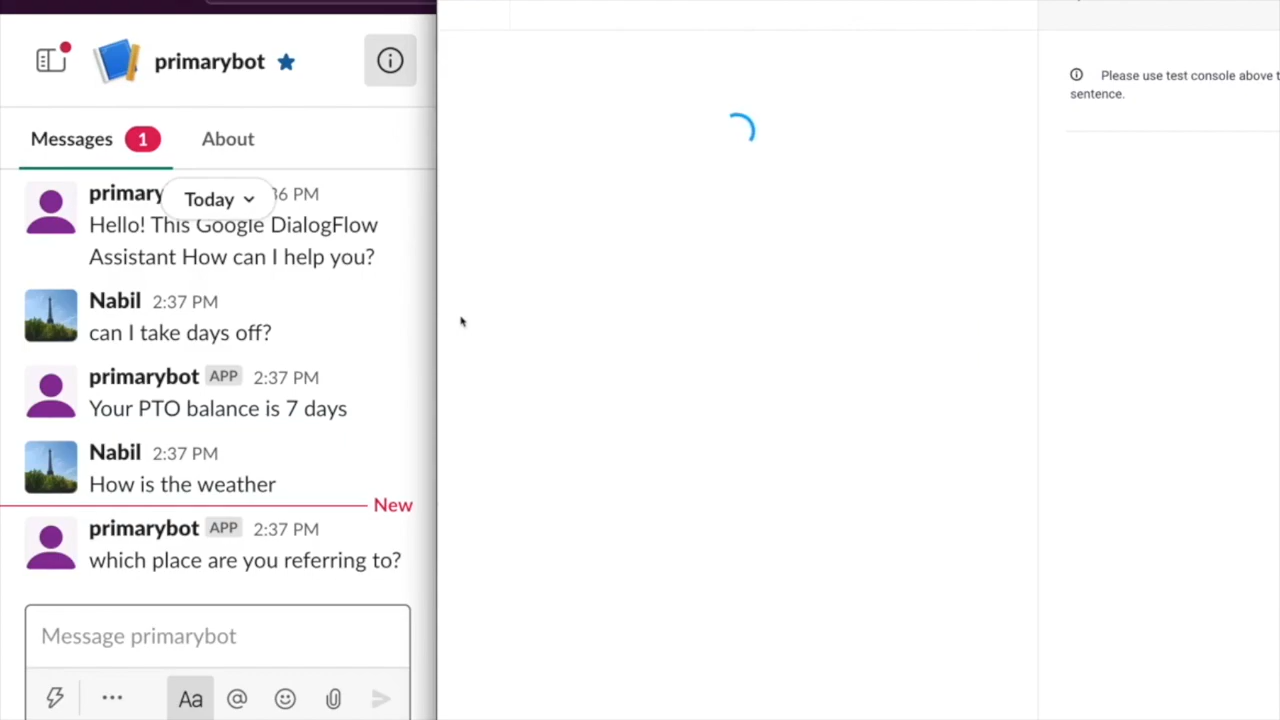 primarybot
Messages 1
About
primary
Today
36 PM
Hello! This Google DialogFlow
Assistant How can I help you?
Nabil 2:37 PM
can I take days off?
primarybot APP 2:37 PM
Your PTO balance is 7 days
Nabil 2:37 PM
How is the weather
New
primarybot APP 2:37 PM
which place are you referring to?
Message primarybot
Aa
Please use test console above t
sentence.